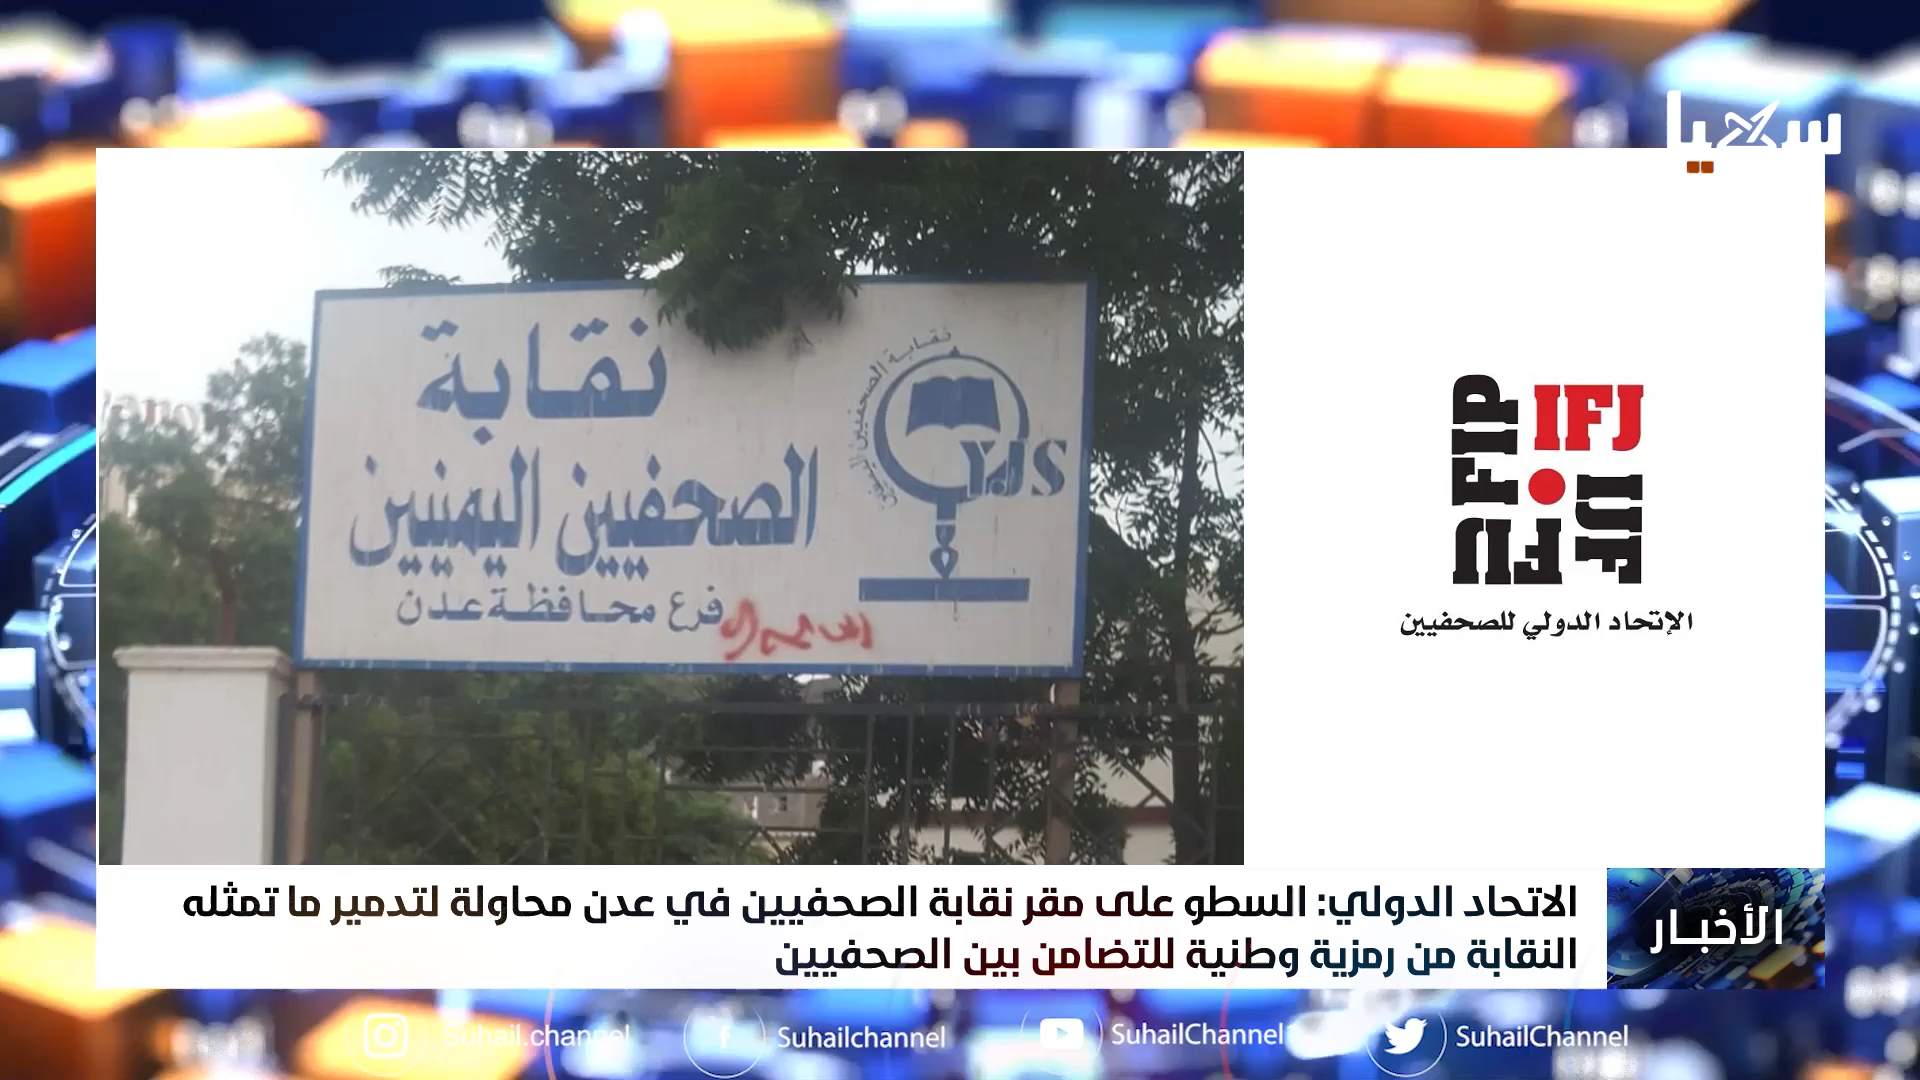 سهيل
نقابة
الصحفيين اليمنيين
فرع محافظة عدن
نقابة الصحفيين اليمنيين
YJS
IFJ
FIP
IJF
FIJ
الإتحاد الدولي للصحفيين
الأخبار
الاتحاد الدولي: السطو على مقر نقابة الصحفيين في عدن محاولة لتدمير ما تمثله
النقابة من رمزية وطنية للتضامن بين الصحفيين
Suhail.channel
SuhailChannel
SuhailChannel
SuhailChannel